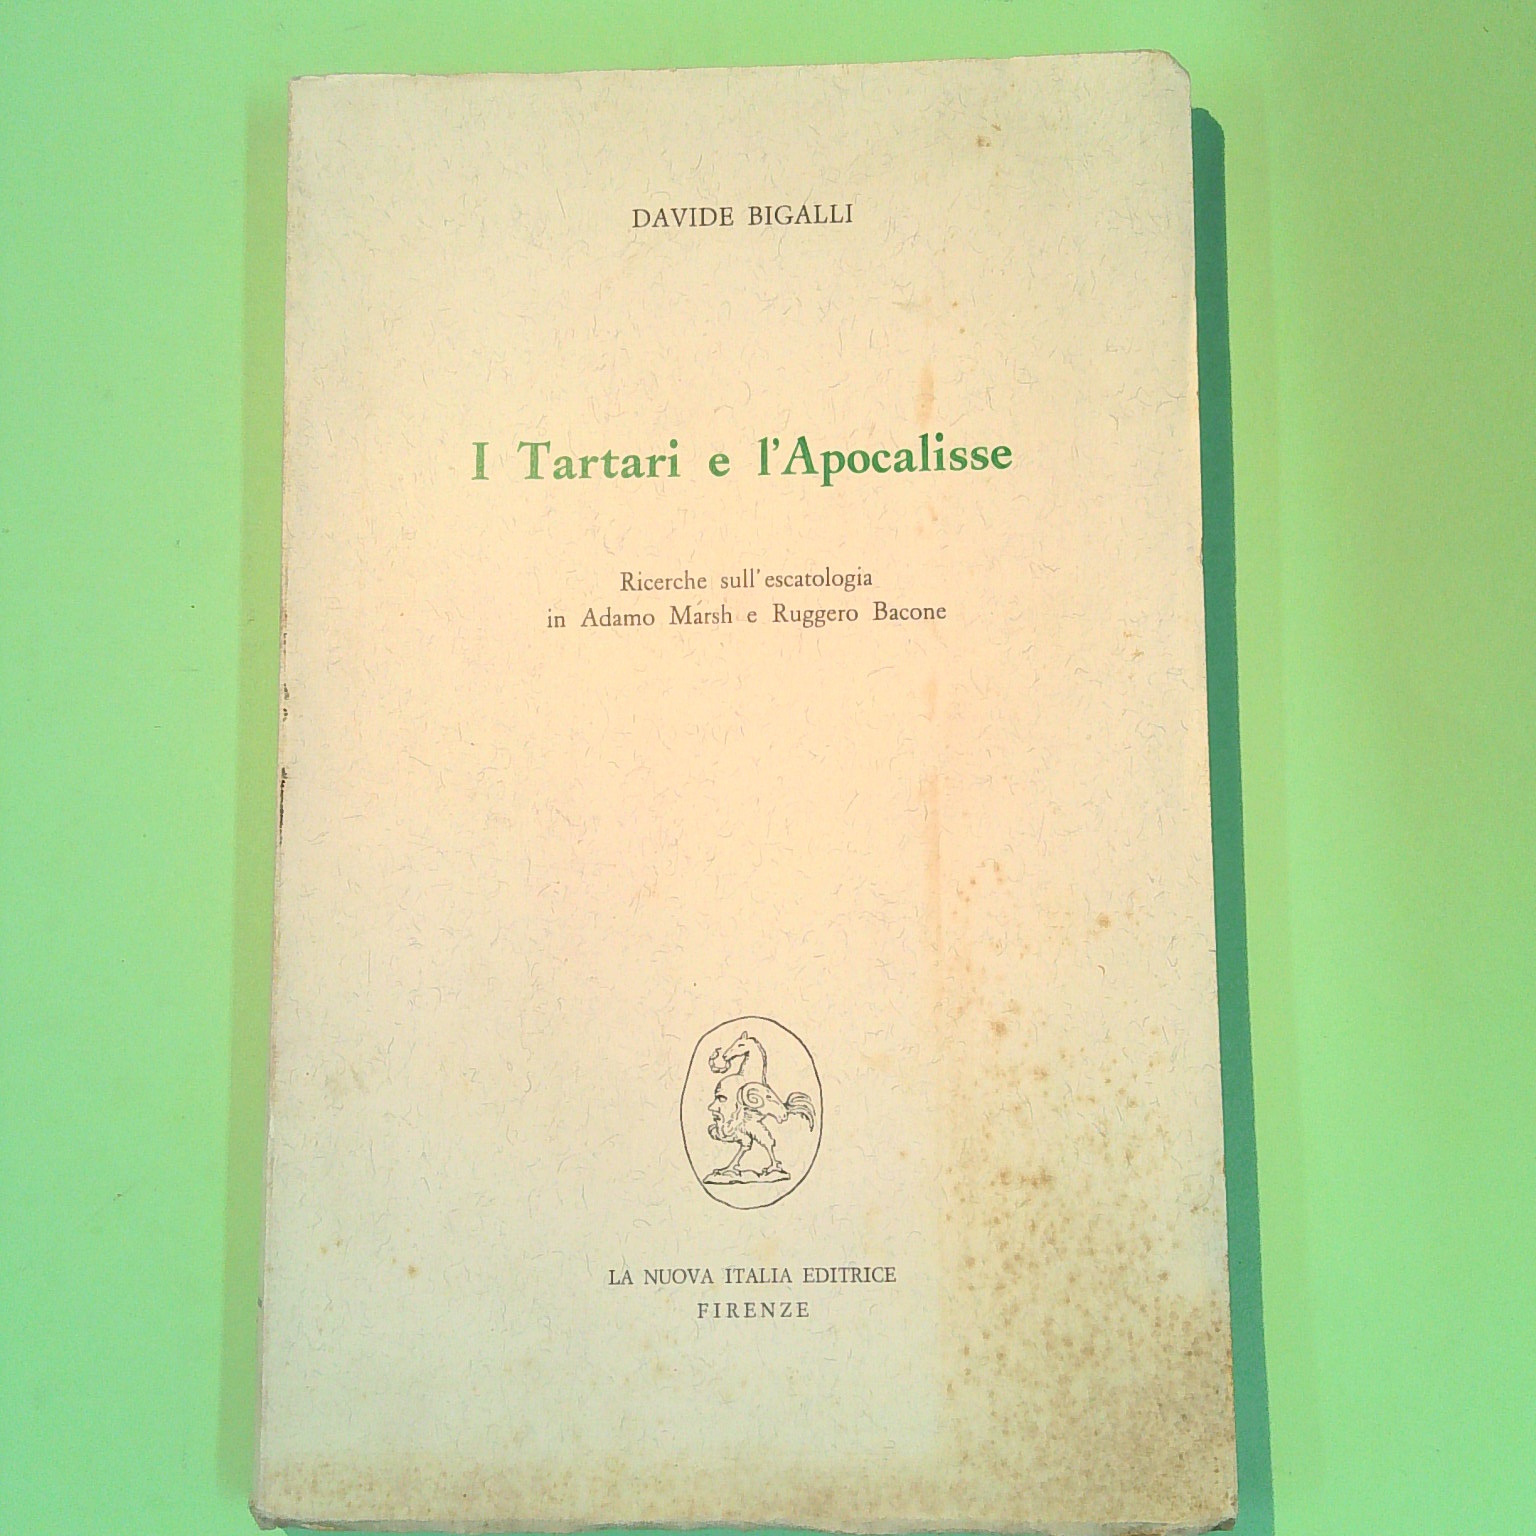 DAVIDE BIGALLI
I Tartari e l'Apocalisse
Ricerche sull'escatologia
in Adamo Marsh e Ruggero Bacone
LA NUOVA ITALIA EDITRICE
FIRENZE